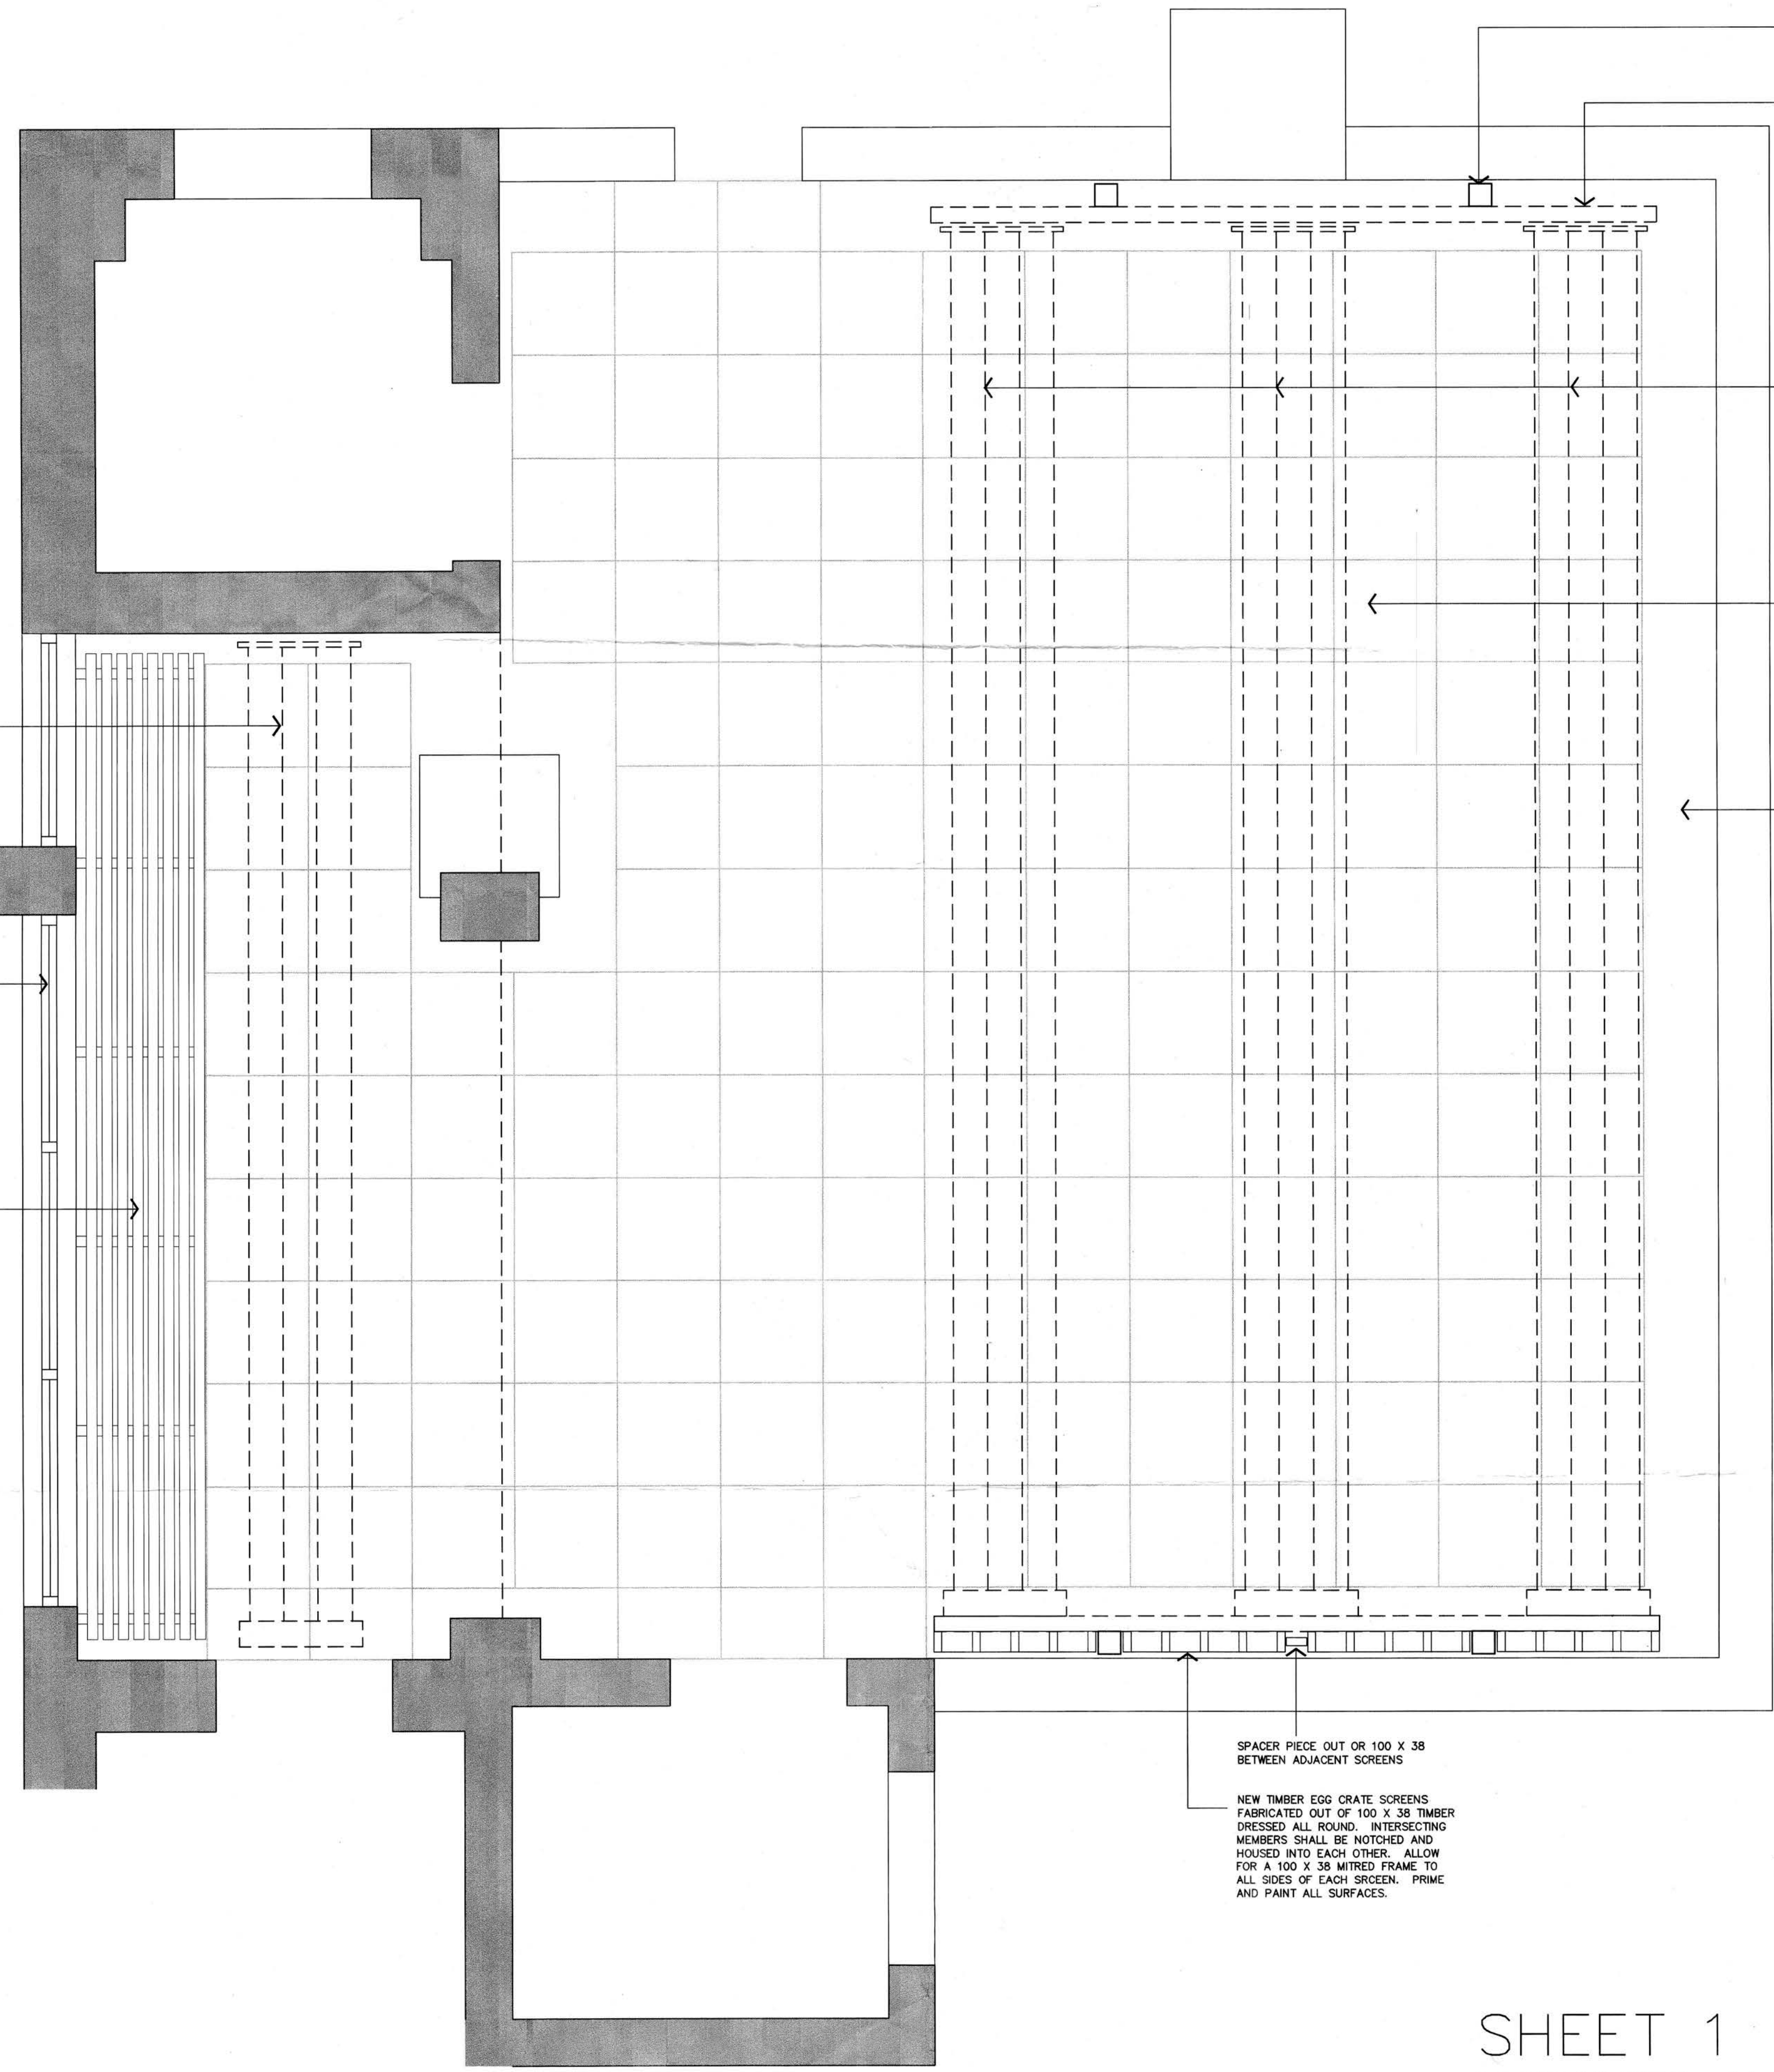 SPACER PIECE OUT OR 100 X 38
BETWEEN ADJACENT SCREENS
NEW TIMBER EGG CRATE SCREENS
FABRICATED OUT OF 100 X 38 TIMBER
DRESSED ALL ROUND. INTERSECTING
MEMBERS SHALL BE NOTCHED AND
HOUSED INTO EACH OTHER. ALLOW
FOR A 100 X 38 MITRED FRAME TO
ALL SIDES OF EACH SRCEEN. PRIME
AND PAINT ALL SURFACES.
SHEET 1